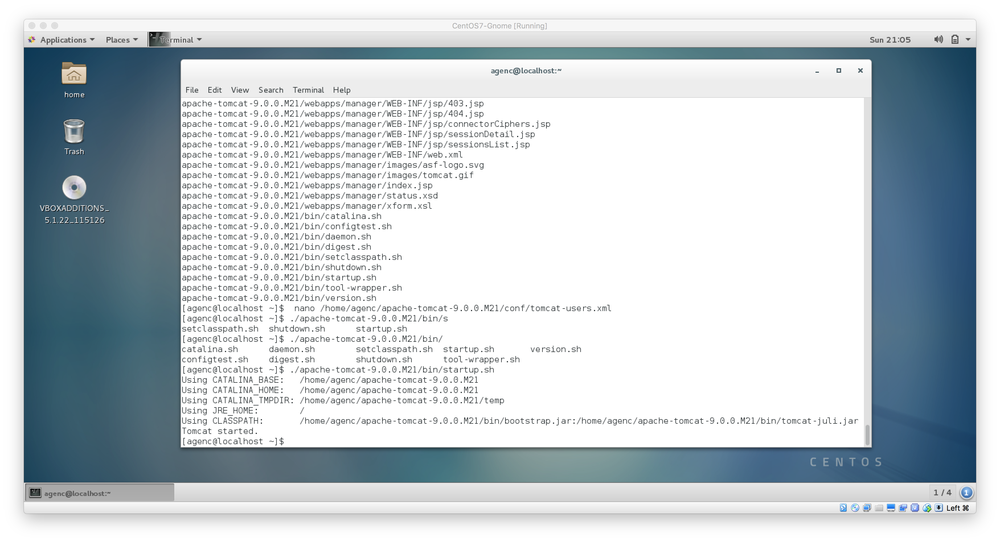 CentOS7-Gnome [Running]
Applications Places Terminal Sun 21:05
home
Trash
VBOXADDITIONS_
5.1.22_115126
agenc@localhost:~
File Edit View Search Terminal Help
apache-tomcat-9.0.0.M21/webapps/manager/WEB-INF/jsp/403.jsp
apache-tomcat-9.0.0.M21/webapps/manager/WEB-INF/jsp/404.jsp
apache-tomcat-9.0.0.M21/webapps/manager/WEB-INF/jsp/connectorCiphers.jsp
apache-tomcat-9.0.0.M21/webapps/manager/WEB-INF/jsp/sessionDetail.jsp
apache-tomcat-9.0.0.M21/webapps/manager/WEB-INF/jsp/sessionsList.jsp
apache-tomcat-9.0.0.M21/webapps/manager/WEB-INF/web.xml
apache-tomcat-9.0.0.M21/webapps/manager/images/asf-logo.svg
apache-tomcat-9.0.0.M21/webapps/manager/images/tomcat.gif
apache-tomcat-9.0.0.M21/webapps/manager/index.jsp
apache-tomcat-9.0.0.M21/webapps/manager/status.xsd
apache-tomcat-9.0.0.M21/webapps/manager/xform.xsl
apache-tomcat-9.0.0.M21/bin/catalina.sh
apache-tomcat-9.0.0.M21/bin/configtest.sh
apache-tomcat-9.0.0.M21/bin/daemon.sh
apache-tomcat-9.0.0.M21/bin/digest.sh
apache-tomcat-9.0.0.M21/bin/setclasspath.sh
apache-tomcat-9.0.0.M21/bin/shutdown.sh
apache-tomcat-9.0.0.M21/bin/startup.sh
apache-tomcat-9.0.0.M21/bin/tool-wrapper.sh
apache-tomcat-9.0.0.M21/bin/version.sh
[agenc@localhost ~]$  nano /home/agenc/apache-tomcat-9.0.0.M21/conf/tomcat-users.xml
[agenc@localhost ~]$ ./apache-tomcat-9.0.0.M21/bin/s
setclasspath.sh  shutdown.sh      startup.sh
[agenc@localhost ~]$ ./apache-tomcat-9.0.0.M21/bin/
catalina.sh      daemon.sh        setclasspath.sh  startup.sh       version.sh
configtest.sh    digest.sh        shutdown.sh      tool-wrapper.sh
[agenc@localhost ~]$ ./apache-tomcat-9.0.0.M21/bin/startup.sh
Using CATALINA_BASE:   /home/agenc/apache-tomcat-9.0.0.M21
Using CATALINA_HOME:   /home/agenc/apache-tomcat-9.0.0.M21
Using CATALINA_TMPDIR: /home/agenc/apache-tomcat-9.0.0.M21/temp
Using JRE_HOME:        /
Using CLASSPATH:       /home/agenc/apache-tomcat-9.0.0.M21/bin/bootstrap.jar:/home/agenc/apache-tomcat-9.0.0.M21/bin/tomcat-juli.jar
Tomcat started.
[agenc@localhost ~]$
CENTOS
agenc@localhost:~ 1 / 4 1
Left ⌘